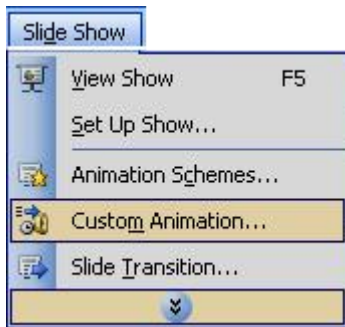 Slide Show
View Show F5
Set Up Show...
Animation Schemes...
Custom Animation...
Slide Transition...